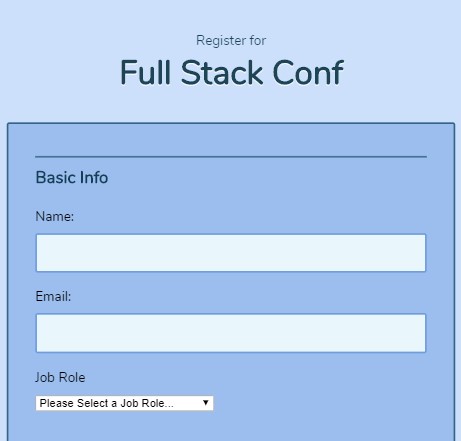 Register for
Full Stack Conf
Basic Info
Name:
Email:
Job Role
Please Select a Job Role...